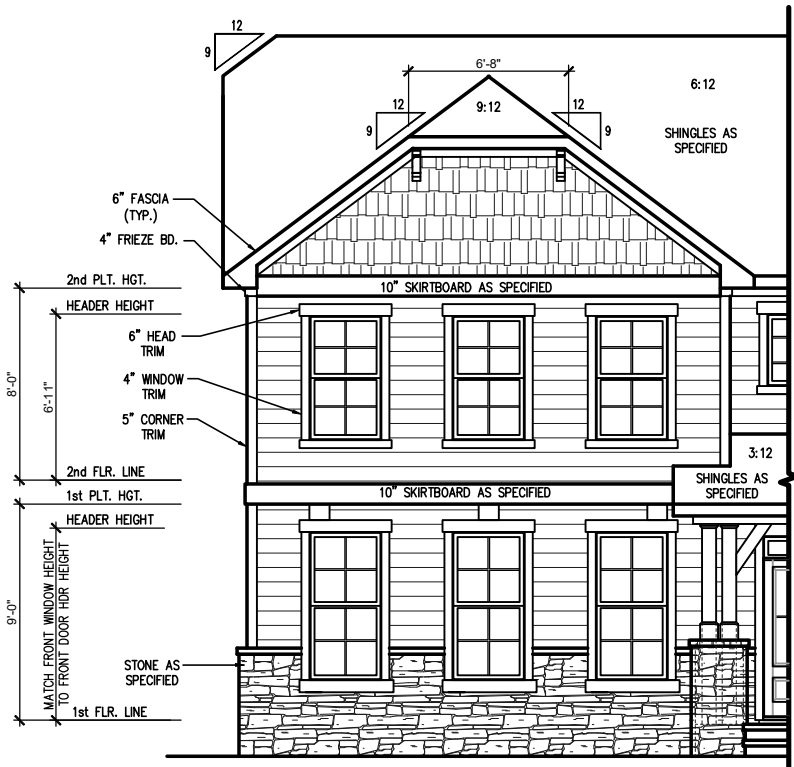 12
9
6'-8"
6:12
12
9:12
12
9
9
SHINGLES AS
SPECIFIED
6" FASCIA
(TYP.)
4" FRIEZE BD.
2nd PLT. HGT.
10" SKIRTBOARD AS SPECIFIED
HEADER HEIGHT
6" HEAD
TRIM
8'-0"
6'-11"
4" WINDOW
TRIM
5" CORNER
TRIM
3:12
2nd FLR. LINE
SHINGLES AS
SPECIFIED
1st PLT. HGT.
10" SKIRTBOARD AS SPECIFIED
HEADER HEIGHT
9'-0"
MATCH FRONT WINDOW HEIGHT
TO FRONT DOOR HDR HEIGHT
STONE AS
SPECIFIED
1st FLR. LINE